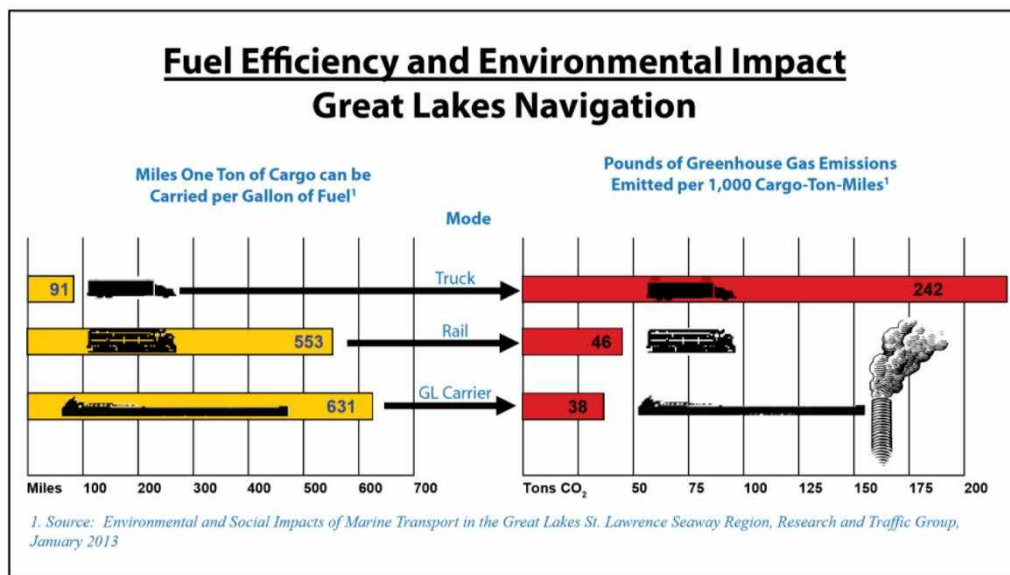 Fuel Efficiency and Environmental Impact
Great Lakes Navigation
Miles One Ton of Cargo can be
Carried per Gallon of Fuel¹
Pounds of Greenhouse Gas Emissions
Emitted per 1,000 Cargo-Ton-Miles¹
Mode
91
Truck
242
553
Rail
46
631
GL Carrier
38
Miles 100 200 300 400 500 600 700
Tons CO₂ 50 75 100 125 150 175 200
1. Source: Environmental and Social Impacts of Marine Transport in the Great Lakes St. Lawrence Seaway Region, Research and Traffic Group,
January 2013